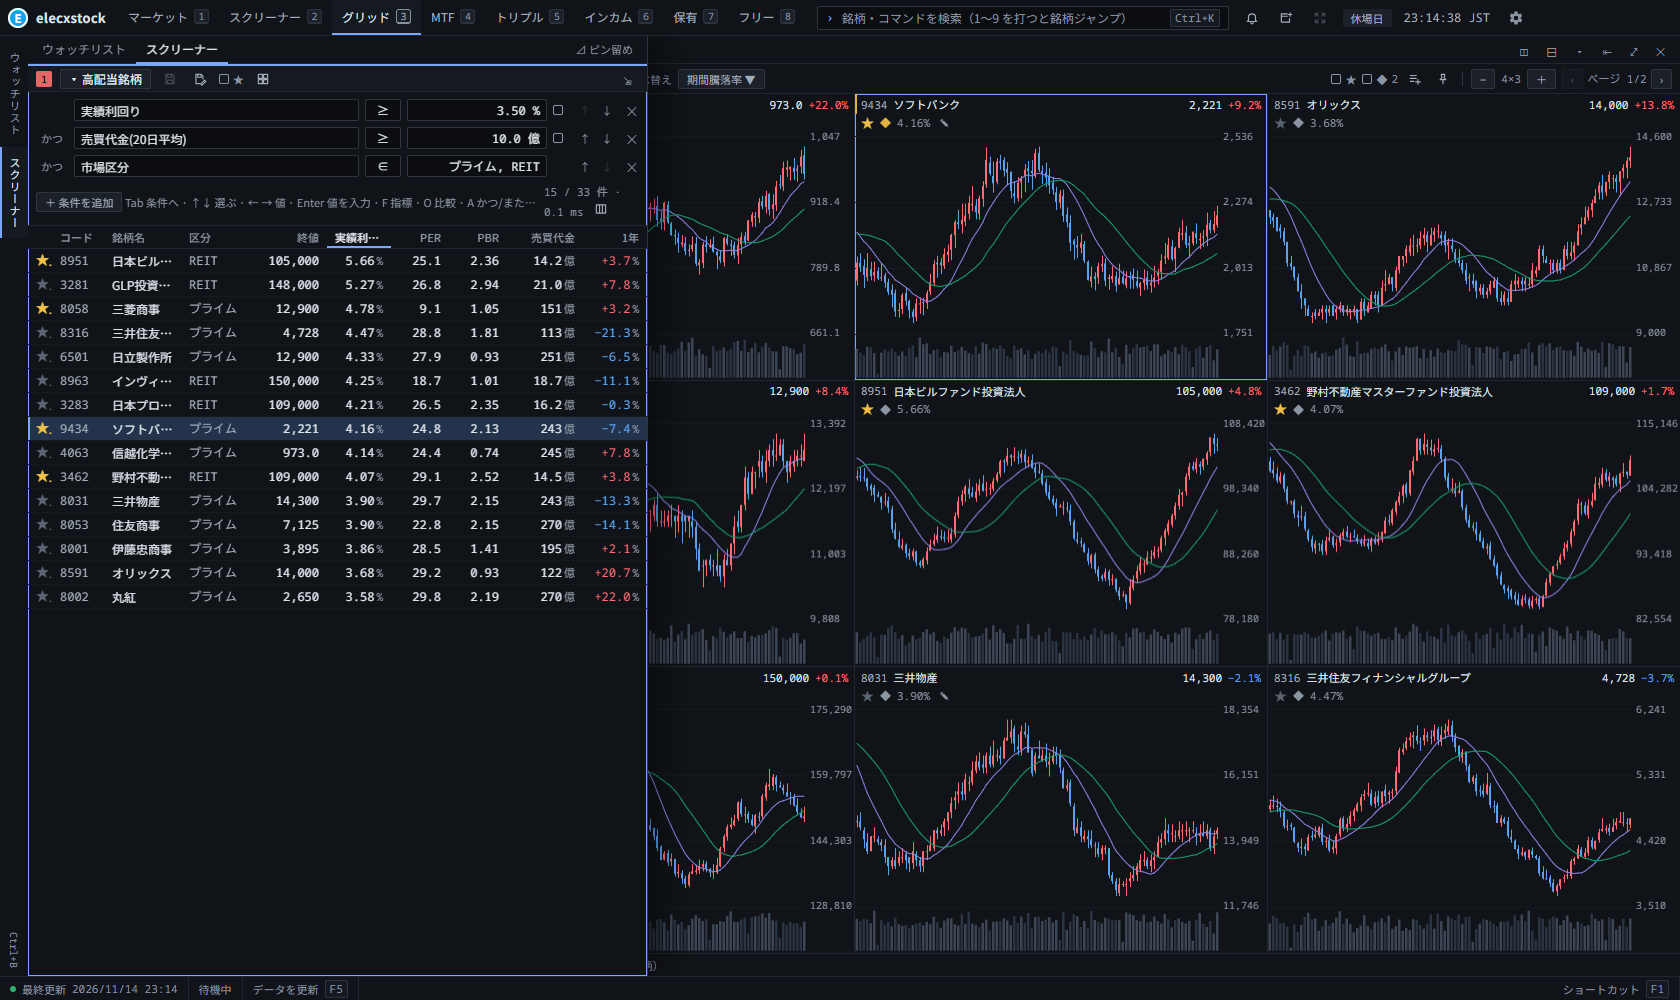 elecxstock マーケット 1 スクリーナー 2 グリッド 3 MTF 4 トリプル 5 インカム 6 保有 7 フリー 8 › 銘柄・コマンドを検索（1〜9 を打つと銘柄ジャンプ） Ctrl+K 休場日 23:14:38 JST
ウォッチリスト
スクリーナー
Ctrl+B
ウォッチリスト スクリーナー ピン留め
1 高配当銘柄
実績利回り ≥ 3.50 %
かつ 売買代金(20日平均) ≥ 10.0 億
かつ 市場区分 ∈ プライム, REIT
＋ 条件を追加 Tab 条件へ・↑↓ 選ぶ・←→ 値・Enter 値を入力・F 指標・O 比較・A かつ/また… 15 / 33 件 ·
0.1 ms
コード 銘柄名 区分 終値 実績利… PER PBR 売買代金 1年
8951 日本ビル… REIT 105,000 5.66% 25.1 2.36 14.2億 +3.7%
3281 GLP投資… REIT 148,000 5.27% 26.8 2.94 21.0億 +7.8%
8058 三菱商事 プライム 12,900 4.78% 9.1 1.05 151億 +3.2%
8316 三井住友… プライム 4,728 4.47% 28.8 1.81 113億 −21.3%
6501 日立製作所 プライム 12,900 4.33% 27.9 0.93 251億 −6.5%
8963 インヴィ… REIT 150,000 4.25% 18.7 1.01 18.7億 −11.1%
3283 日本プロ… REIT 109,000 4.21% 26.5 2.35 16.2億 −0.3%
9434 ソフトバ… プライム 2,221 4.16% 24.8 2.13 243億 −7.4%
4063 信越化学… プライム 973.0 4.14% 24.4 0.74 245億 +7.8%
3462 野村不動… REIT 109,000 4.07% 29.1 2.52 14.5億 +3.8%
8031 三井物産 プライム 14,300 3.90% 29.7 2.15 243億 −13.3%
8053 住友商事 プライム 7,125 3.90% 22.8 2.15 270億 −14.1%
8001 伊藤忠商事 プライム 3,895 3.86% 28.5 1.41 195億 +2.1%
8591 オリックス プライム 14,000 3.68% 29.2 0.93 122億 +20.7%
8002 丸紅 プライム 2,650 3.58% 29.8 2.19 270億 +22.0%
替え 期間騰落率▼ 2 − 4×3 ＋ ‹ ページ 1/2 ›
973.0 +22.0%
1,047
918.4
789.8
661.1
9434 ソフトバンク 2,221 +9.2%
4.16%
2,536
2,274
2,013
1,751
8591 オリックス 14,000 +13.8%
3.68%
14,600
12,733
10,867
9,000
12,900 +8.4%
13,392
12,197
11,003
9,808
8951 日本ビルファンド投資法人 105,000 +4.8%
5.66%
108,420
98,340
88,260
78,180
3462 野村不動産マスターファンド投資法人 109,000 +1.7%
4.07%
115,146
104,282
93,418
82,554
150,000 +0.1%
175,290
159,797
144,303
128,810
8031 三井物産 14,300 −2.1%
3.90%
18,354
16,151
13,949
11,746
8316 三井住友フィナンシャルグループ 4,728 −3.7%
4.47%
6,241
5,331
4,420
3,510
最終更新 2026/11/14 23:14 待機中 データを更新 F5 ショートカット F1